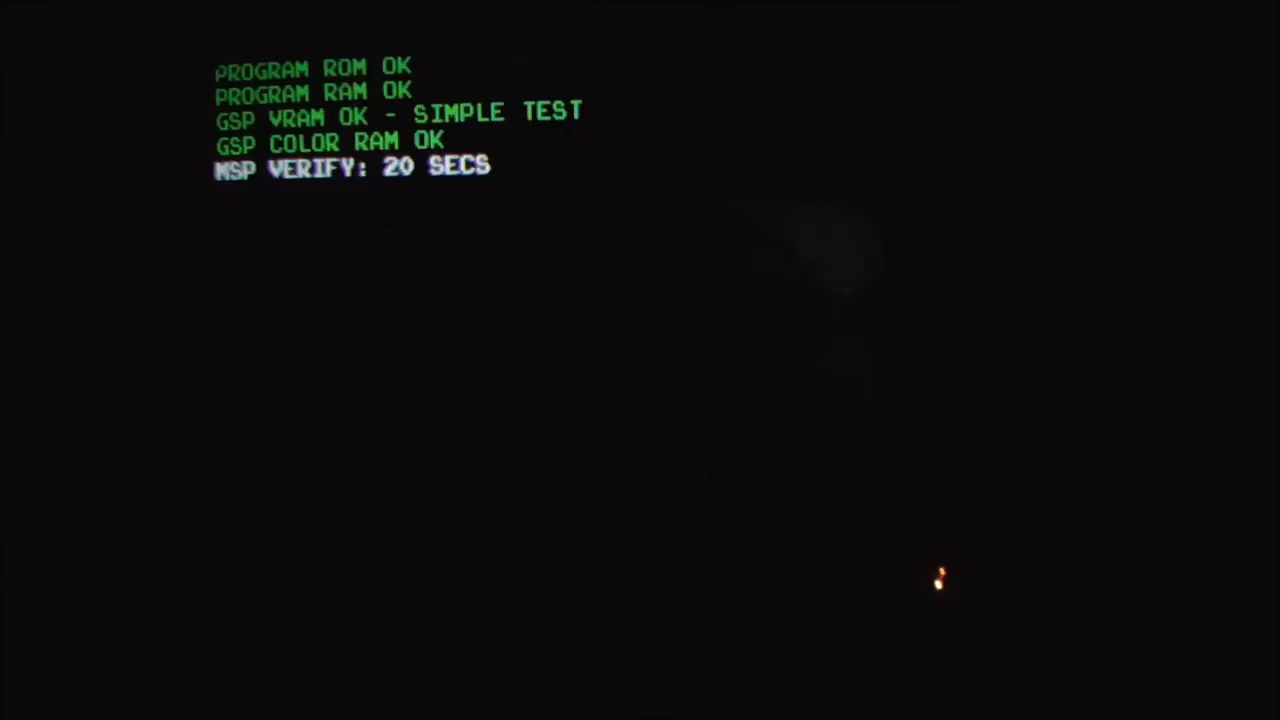 PROGRAM ROM OK
PROGRAM RAM OK
GSP VRAM OK - SIMPLE TEST
GSP COLOR RAM OK
MSP VERIFY: 20 SECS